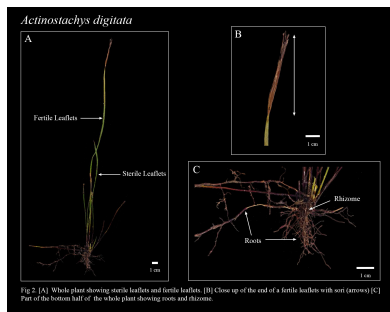 Actinostachys digitata
A
Fertile Leaflets
Sterile Leaflets
1 cm
B
1 cm
C
Rhizome
Roots
1 cm
Fig 2. [A] Whole plant showing sterile leaflets and fertile leaflets. [B] Close up of the end of a fertile leaflets with sori (arrows) [C]
Part of the bottom half of the whole plant showing roots and rhizome.